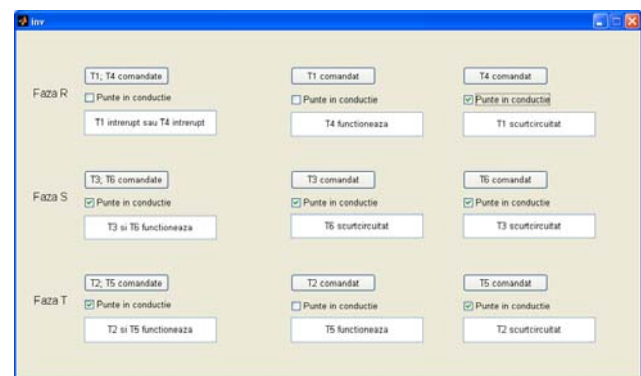 inv
T1; T4 comandate
T1 comandat
T4 comandat
Faza R
Punte in conductie
Punte in conductie
Punte in conductie
T1 intrerupt sau T4 intrerupt
T4 functioneaza
T1 scurtcircuitat
T3; T6 comandate
T3 comandat
T6 comandat
Faza S
Punte in conductie
Punte in conductie
Punte in conductie
T3 si T6 functioneaza
T6 scurtcircuitat
T3 scurtcircuitat
T2; T5 comandate
T2 comandat
T5 comandat
Faza T
Punte in conductie
Punte in conductie
Punte in conductie
T2 si T5 functioneaza
T5 functioneaza
T2 scurtcircuitat